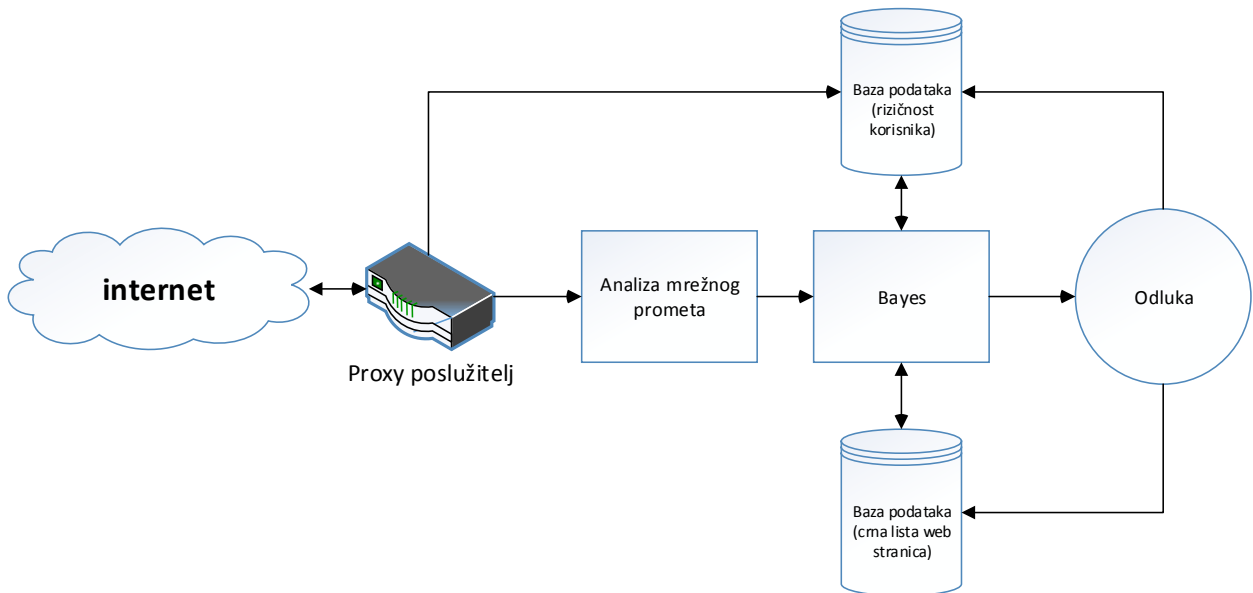 Baza podataka
(rizičnost
korisnika)
internet
Proxy poslužitelj
Analiza mrežnog
prometa
Bayes
Odluka
Baza podataka
(crna lista web
stranica)